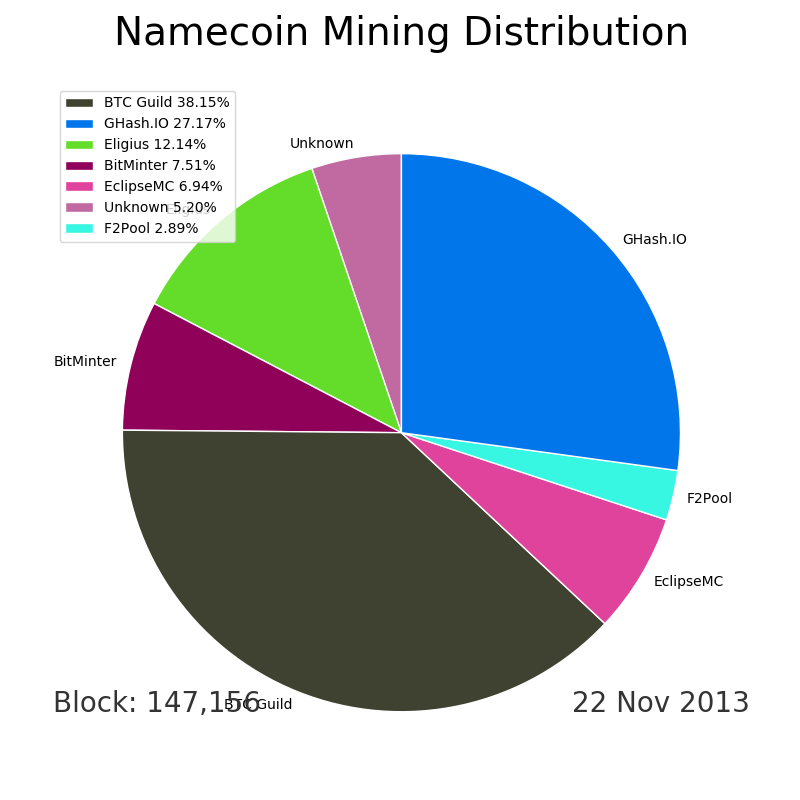 Namecoin Mining Distribution
BTC Guild 38.15%
GHash.IO 27.17%
Eligius 12.14%
BitMinter 7.51%
EclipseMC 6.94%
Unknown 5.20%
F2Pool 2.89%
Unknown
GHash.IO
Eligius
BitMinter
F2Pool
EclipseMC
BTC Guild
Block: 147,156
22 Nov 2013